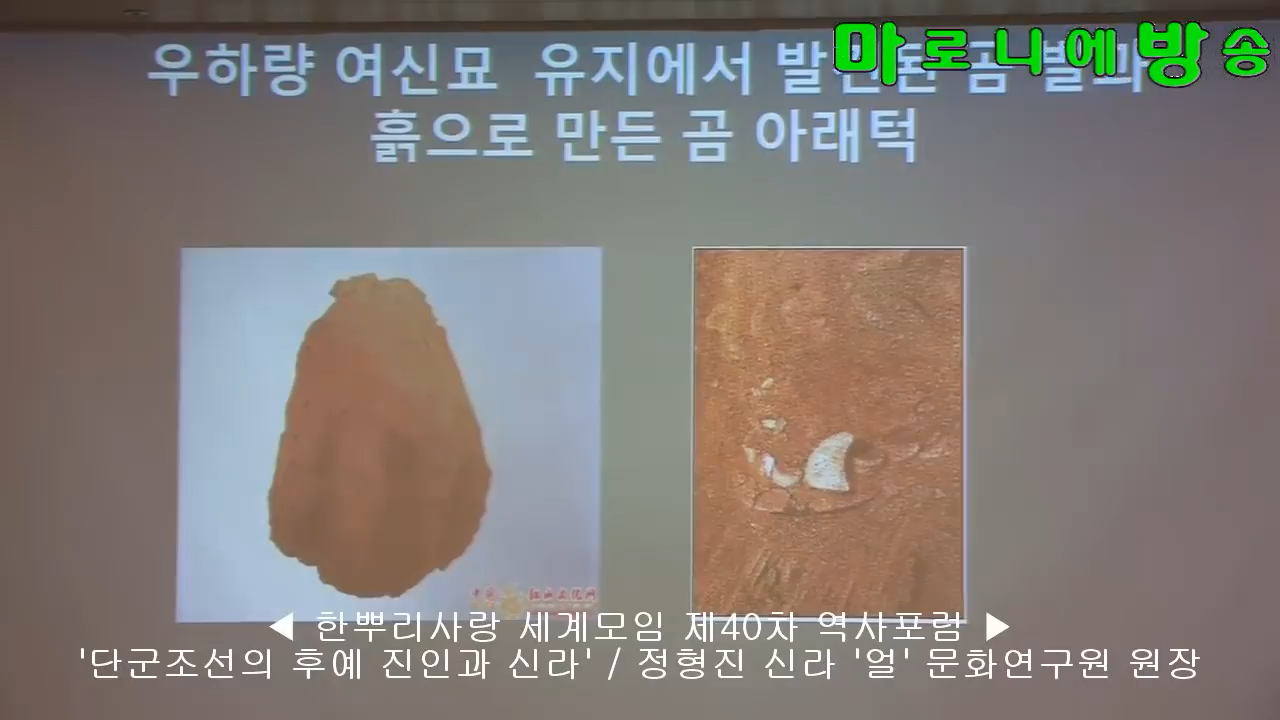 마로니에방송
우하량 여신묘 유지에서 곰
흙으로 만든 곰 아래턱
◀ 한뿌리사랑 세계모임 제40차 역사포럼 ▶
'단군조선의 후예 진인과 신라' / 정형진 신라 '얼' 문화연구원 원장